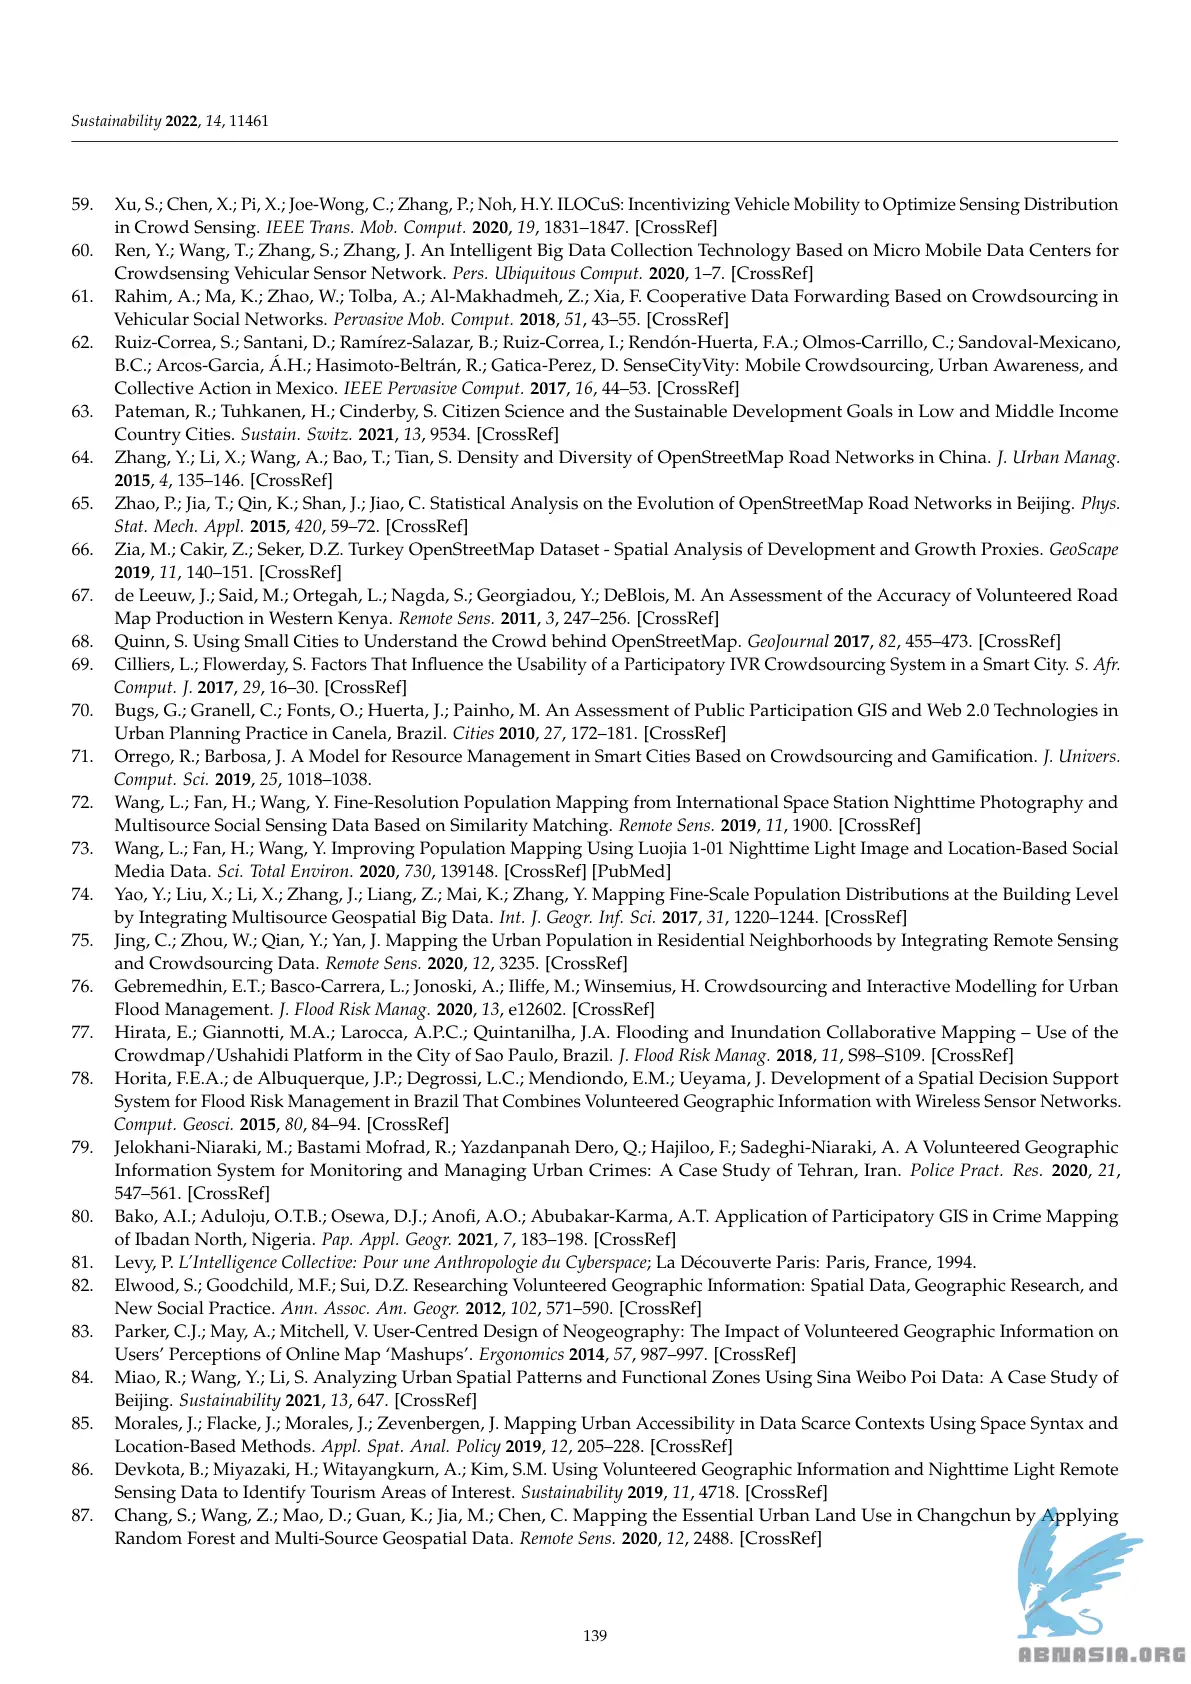 Sustainability 2022, 14, 11461
59. Xu, S.; Chen, X.; Pi, X.; Joe-Wong, C.; Zhang, P.; Noh, H.Y. ILOCuS: Incentivizing Vehicle Mobility to Optimize Sensing Distribution
in Crowd Sensing. IEEE Trans. Mob. Comput. 2020, 19, 1831–1847. [CrossRef]
60. Ren, Y.; Wang, T.; Zhang, S.; Zhang, J. An Intelligent Big Data Collection Technology Based on Micro Mobile Data Centers for
Crowdsensing Vehicular Sensor Network. Pers. Ubiquitous Comput. 2020, 1–7. [CrossRef]
61. Rahim, A.; Ma, K.; Zhao, W.; Tolba, A.; Al-Makhadmeh, Z.; Xia, F. Cooperative Data Forwarding Based on Crowdsourcing in
Vehicular Social Networks. Pervasive Mob. Comput. 2018, 51, 43–55. [CrossRef]
62. Ruiz-Correa, S.; Santani, D.; Ramírez-Salazar, B.; Ruiz-Correa, I.; Rendón-Huerta, F.A.; Olmos-Carrillo, C.; Sandoval-Mexicano,
B.C.; Arcos-Garcia, Á.H.; Hasimoto-Beltrán, R.; Gatica-Perez, D. SenseCityVity: Mobile Crowdsourcing, Urban Awareness, and
Collective Action in Mexico. IEEE Pervasive Comput. 2017, 16, 44–53. [CrossRef]
63. Pateman, R.; Tuhkanen, H.; Cinderby, S. Citizen Science and the Sustainable Development Goals in Low and Middle Income
Country Cities. Sustain. Switz. 2021, 13, 9534. [CrossRef]
64. Zhang, Y.; Li, X.; Wang, A.; Bao, T.; Tian, S. Density and Diversity of OpenStreetMap Road Networks in China. J. Urban Manag.
2015, 4, 135–146. [CrossRef]
65. Zhao, P.; Jia, T.; Qin, K.; Shan, J.; Jiao, C. Statistical Analysis on the Evolution of OpenStreetMap Road Networks in Beijing. Phys.
Stat. Mech. Appl. 2015, 420, 59–72. [CrossRef]
66. Zia, M.; Cakir, Z.; Seker, D.Z. Turkey OpenStreetMap Dataset - Spatial Analysis of Development and Growth Proxies. GeoScape
2019, 11, 140–151. [CrossRef]
67. de Leeuw, J.; Said, M.; Ortegah, L.; Nagda, S.; Georgiadou, Y.; DeBlois, M. An Assessment of the Accuracy of Volunteered Road
Map Production in Western Kenya. Remote Sens. 2011, 3, 247–256. [CrossRef]
68. Quinn, S. Using Small Cities to Understand the Crowd behind OpenStreetMap. GeoJournal 2017, 82, 455–473. [CrossRef]
69. Cilliers, L.; Flowerday, S. Factors That Influence the Usability of a Participatory IVR Crowdsourcing System in a Smart City. S. Afr.
Comput. J. 2017, 29, 16–30. [CrossRef]
70. Bugs, G.; Granell, C.; Fonts, O.; Huerta, J.; Painho, M. An Assessment of Public Participation GIS and Web 2.0 Technologies in
Urban Planning Practice in Canela, Brazil. Cities 2010, 27, 172–181. [CrossRef]
71. Orrego, R.; Barbosa, J. A Model for Resource Management in Smart Cities Based on Crowdsourcing and Gamification. J. Univers.
Comput. Sci. 2019, 25, 1018–1038.
72. Wang, L.; Fan, H.; Wang, Y. Fine-Resolution Population Mapping from International Space Station Nighttime Photography and
Multisource Social Sensing Data Based on Similarity Matching. Remote Sens. 2019, 11, 1900. [CrossRef]
73. Wang, L.; Fan, H.; Wang, Y. Improving Population Mapping Using Luojia 1-01 Nighttime Light Image and Location-Based Social
Media Data. Sci. Total Environ. 2020, 730, 139148. [CrossRef] [PubMed]
74. Yao, Y.; Liu, X.; Li, X.; Zhang, J.; Liang, Z.; Mai, K.; Zhang, Y. Mapping Fine-Scale Population Distributions at the Building Level
by Integrating Multisource Geospatial Big Data. Int. J. Geogr. Inf. Sci. 2017, 31, 1220–1244. [CrossRef]
75. Jing, C.; Zhou, W.; Qian, Y.; Yan, J. Mapping the Urban Population in Residential Neighborhoods by Integrating Remote Sensing
and Crowdsourcing Data. Remote Sens. 2020, 12, 3235. [CrossRef]
76. Gebremedhin, E.T.; Basco-Carrera, L.; Jonoski, A.; Iliffe, M.; Winsemius, H. Crowdsourcing and Interactive Modelling for Urban
Flood Management. J. Flood Risk Manag. 2020, 13, e12602. [CrossRef]
77. Hirata, E.; Giannotti, M.A.; Larocca, A.P.C.; Quintanilha, J.A. Flooding and Inundation Collaborative Mapping – Use of the
Crowdmap/Ushahidi Platform in the City of Sao Paulo, Brazil. J. Flood Risk Manag. 2018, 11, S98–S109. [CrossRef]
78. Horita, F.E.A.; de Albuquerque, J.P.; Degrossi, L.C.; Mendiondo, E.M.; Ueyama, J. Development of a Spatial Decision Support
System for Flood Risk Management in Brazil That Combines Volunteered Geographic Information with Wireless Sensor Networks.
Comput. Geosci. 2015, 80, 84–94. [CrossRef]
79. Jelokhani-Niaraki, M.; Bastami Mofrad, R.; Yazdanpanah Dero, Q.; Hajiloo, F.; Sadeghi-Niaraki, A. A Volunteered Geographic
Information System for Monitoring and Managing Urban Crimes: A Case Study of Tehran, Iran. Police Pract. Res. 2020, 21,
547–561. [CrossRef]
80. Bako, A.I.; Aduloju, O.T.B.; Osewa, D.J.; Anofi, A.O.; Abubakar-Karma, A.T. Application of Participatory GIS in Crime Mapping
of Ibadan North, Nigeria. Pap. Appl. Geogr. 2021, 7, 183–198. [CrossRef]
81. Levy, P. L’Intelligence Collective: Pour une Anthropologie du Cyberspace; La Découverte Paris: Paris, France, 1994.
82. Elwood, S.; Goodchild, M.F.; Sui, D.Z. Researching Volunteered Geographic Information: Spatial Data, Geographic Research, and
New Social Practice. Ann. Assoc. Am. Geogr. 2012, 102, 571–590. [CrossRef]
83. Parker, C.J.; May, A.; Mitchell, V. User-Centred Design of Neogeography: The Impact of Volunteered Geographic Information on
Users’ Perceptions of Online Map ‘Mashups’. Ergonomics 2014, 57, 987–997. [CrossRef]
84. Miao, R.; Wang, Y.; Li, S. Analyzing Urban Spatial Patterns and Functional Zones Using Sina Weibo Poi Data: A Case Study of
Beijing. Sustainability 2021, 13, 647. [CrossRef]
85. Morales, J.; Flacke, J.; Morales, J.; Zevenbergen, J. Mapping Urban Accessibility in Data Scarce Contexts Using Space Syntax and
Location-Based Methods. Appl. Spat. Anal. Policy 2019, 12, 205–228. [CrossRef]
86. Devkota, B.; Miyazaki, H.; Witayangkurn, A.; Kim, S.M. Using Volunteered Geographic Information and Nighttime Light Remote
Sensing Data to Identify Tourism Areas of Interest. Sustainability 2019, 11, 4718. [CrossRef]
87. Chang, S.; Wang, Z.; Mao, D.; Guan, K.; Jia, M.; Chen, C. Mapping the Essential Urban Land Use in Changchun by Applying
Random Forest and Multi-Source Geospatial Data. Remote Sens. 2020, 12, 2488. [CrossRef]
139
ABNASIA.ORG